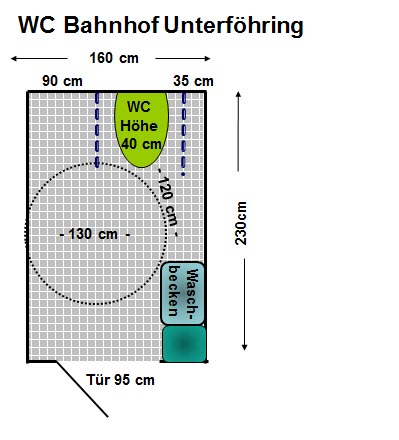 WC Bahnhof Unterföhring
160 cm
90 cm
35 cm
WC
Höhe
40 cm
- 120 cm -
- 130 cm -
230cm
Wasch-
becken
Tür 95 cm